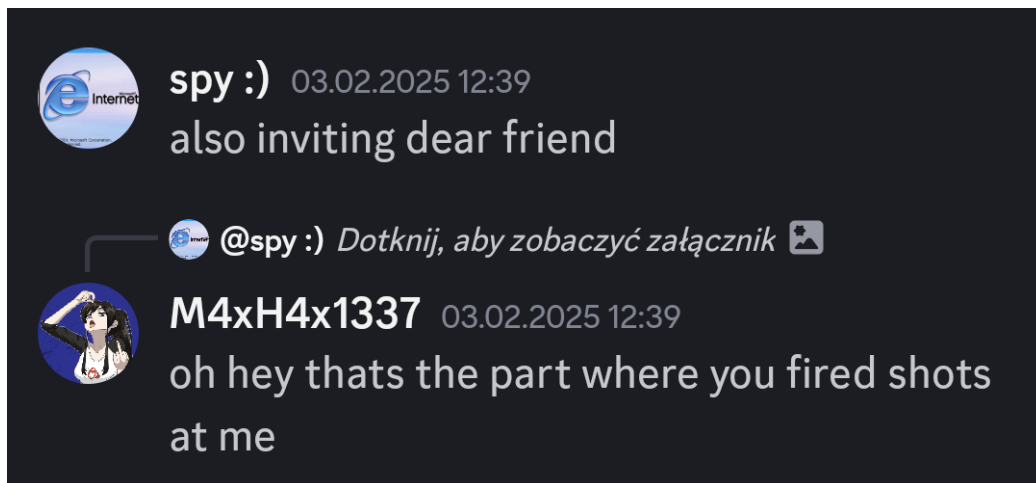 spy :) 03.02.2025 12:39
also inviting dear friend
@spy :) Dotknij, aby zobaczyć załącznik
M4xH4x1337 03.02.2025 12:39
oh hey thats the part where you fired shots
at me
Internet